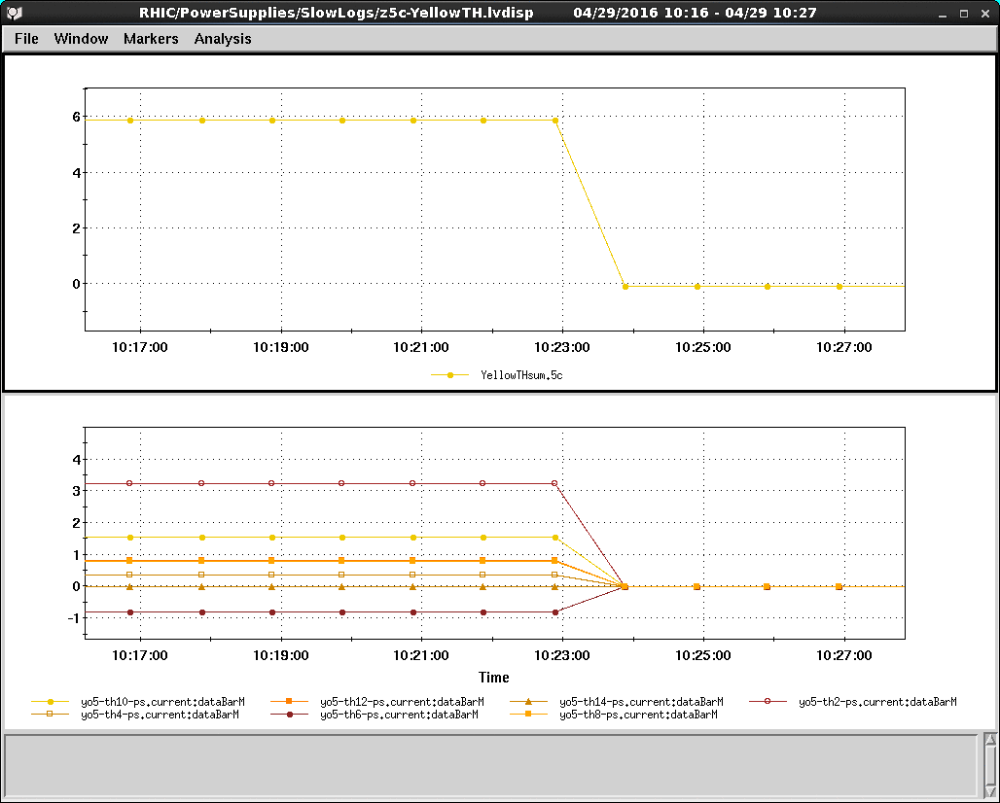 RHIC/PowerSupplies/SlowLogs/z5c-YellowTH.lvdisp 04/29/2016 10:16 - 04/29 10:27
File Window Markers Analysis
6
4
2
0
10:17:00 10:19:00 10:21:00 10:23:00 10:25:00 10:27:00
YellowTHsum.5c
4
3
2
1
0
-1
10:17:00 10:19:00 10:21:00 10:23:00 10:25:00 10:27:00
Time
yo5-th10-ps.current:dataBarM yo5-th12-ps.current:dataBarM yo5-th14-ps.current:dataBarM yo5-th2-ps.current:dataBarM
yo5-th4-ps.current:dataBarM yo5-th6-ps.current:dataBarM yo5-th8-ps.current:dataBarM